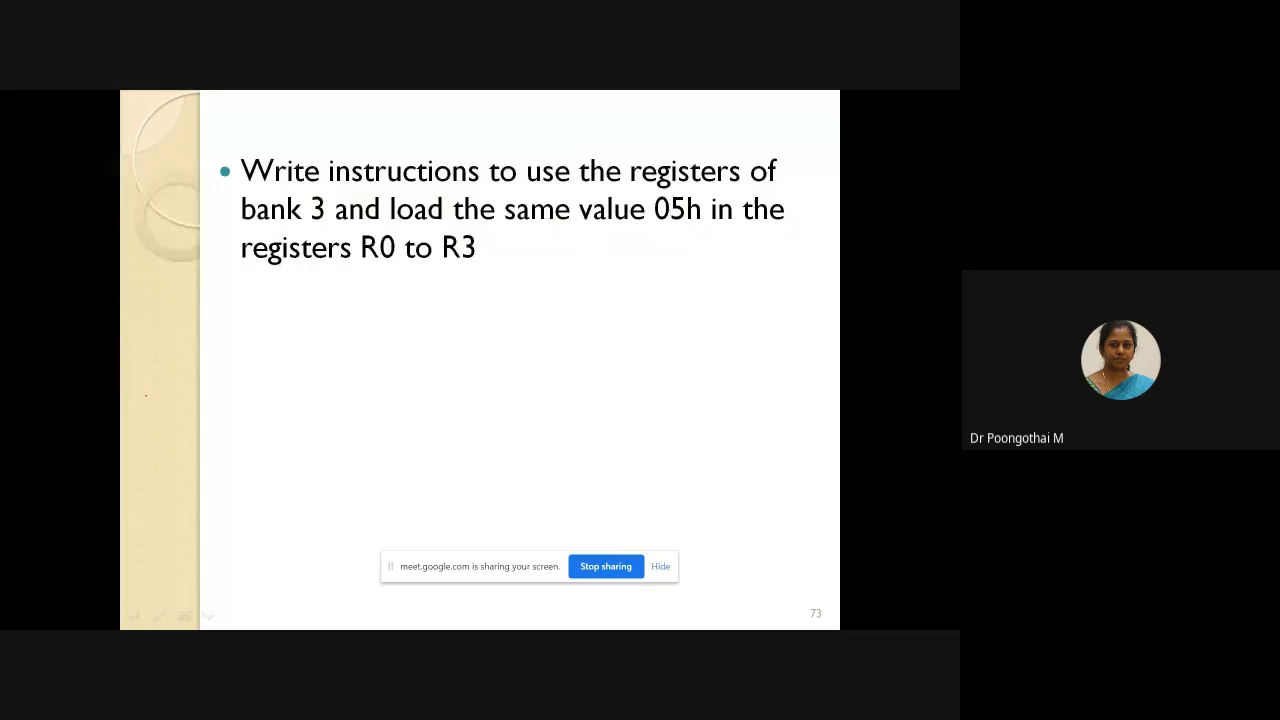 Write instructions to use the registers of
bank 3 and load the same value 05h in the
registers R0 to R3
meet.google.com is sharing your screen.
Stop sharing
Hide
73
Dr Poongothai M